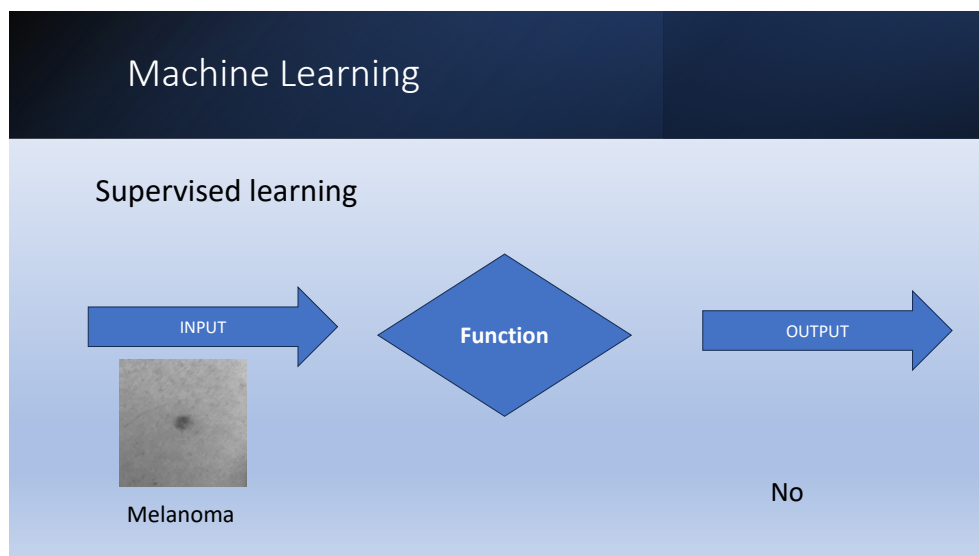 Machine Learning
Supervised learning
INPUT
Function
OUTPUT
Melanoma
No